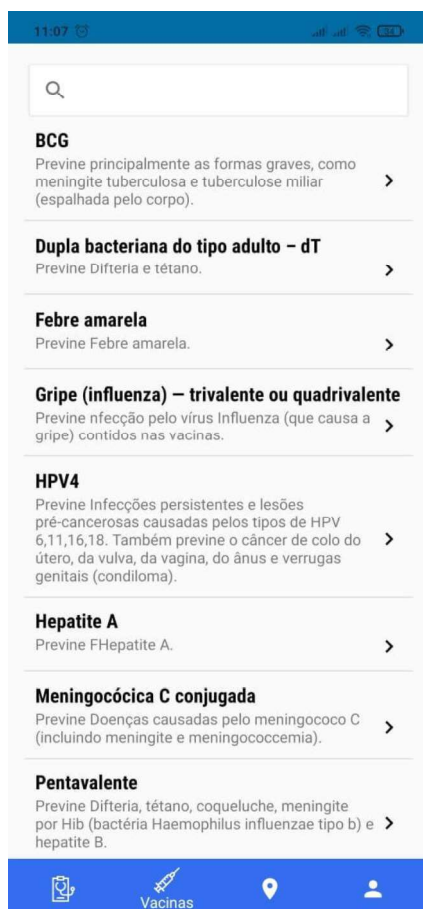 11:07
84
BCG
Previne principalmente as formas graves, como
meningite tuberculosa e tuberculose miliar
(espalhada pelo corpo).
Dupla bacteriana do tipo adulto – dT
Previne Difteria e tétano.
Febre amarela
Previne Febre amarela.
Gripe (influenza) — trivalente ou quadrivalente
Previne nfecção pelo vírus Influenza (que causa a
gripe) contidos nas vacinas.
HPV4
Previne Infecções persistentes e lesões
pré-cancerosas causadas pelos tipos de HPV
6,11,16,18. Também previne o câncer de colo do
útero, da vulva, da vagina, do ânus e verrugas
genitais (condiloma).
Hepatite A
Previne FHepatite A.
Meningocócica C conjugada
Previne Doenças causadas pelo meningococo C
(incluindo meningite e meningococcemia).
Pentavalente
Previne Difteria, tétano, coqueluche, meningite
por Hib (bactéria Haemophilus influenzae tipo b) e
hepatite B.
Vacinas